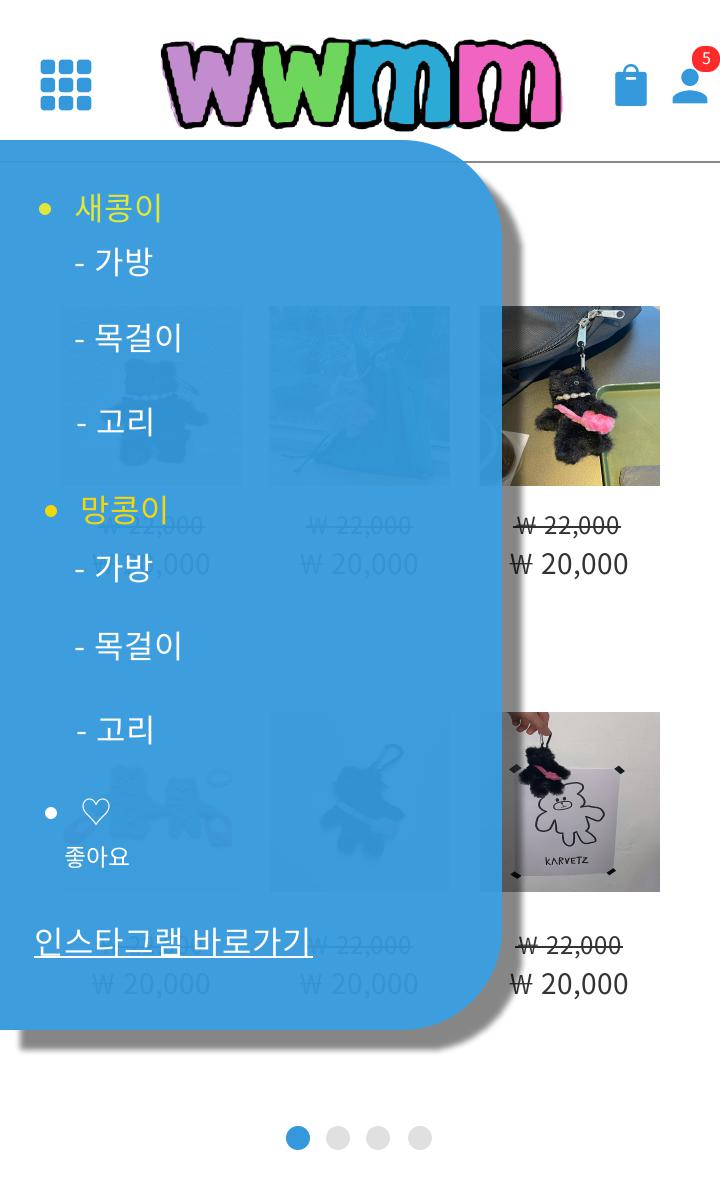 wwmm
5
새콩이
- 가방
- 목걸이
- 고리
망콩이
- 가방
- 목걸이
- 고리
♡
좋아요
인스타그램 바로가기
₩ 22,000 ₩ 22,000 ₩ 22,000
₩ 20,000 ₩ 20,000 ₩ 20,000
KARVETZ
₩ 22,000 ₩ 22,000 ₩ 22,000
₩ 20,000 ₩ 20,000 ₩ 20,000